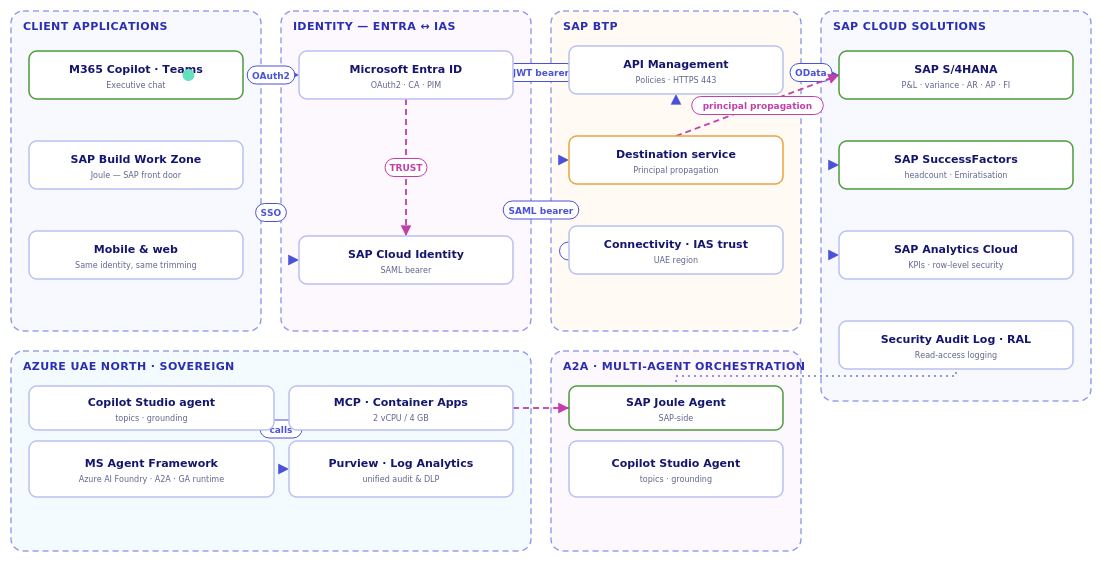 CLIENT APPLICATIONS
M365 Copilot · Teams
Executive chat
SAP Build Work Zone
Joule — SAP front door
Mobile & web
Same identity, same trimming
OAuth2
SSO
IDENTITY — ENTRA ↔ IAS
Microsoft Entra ID
OAuth2 · CA · PIM
TRUST
SAP Cloud Identity
SAML bearer
JWT bearer
SAML bearer
SAP BTP
API Management
Policies · HTTPS 443
principal propagation
Destination service
Principal propagation
Connectivity · IAS trust
UAE region
OData
SAP CLOUD SOLUTIONS
SAP S/4HANA
P&L · variance · AR · AP · FI
SAP SuccessFactors
headcount · Emiratisation
SAP Analytics Cloud
KPIs · row-level security
Security Audit Log · RAL
Read-access logging
AZURE UAE NORTH · SOVEREIGN
Copilot Studio agent
topics · grounding
MCP · Container Apps
2 vCPU / 4 GB
calls
MS Agent Framework
Azure AI Foundry · A2A · GA runtime
Purview · Log Analytics
unified audit & DLP
A2A · MULTI-AGENT ORCHESTRATION
SAP Joule Agent
SAP-side
Copilot Studio Agent
topics · grounding